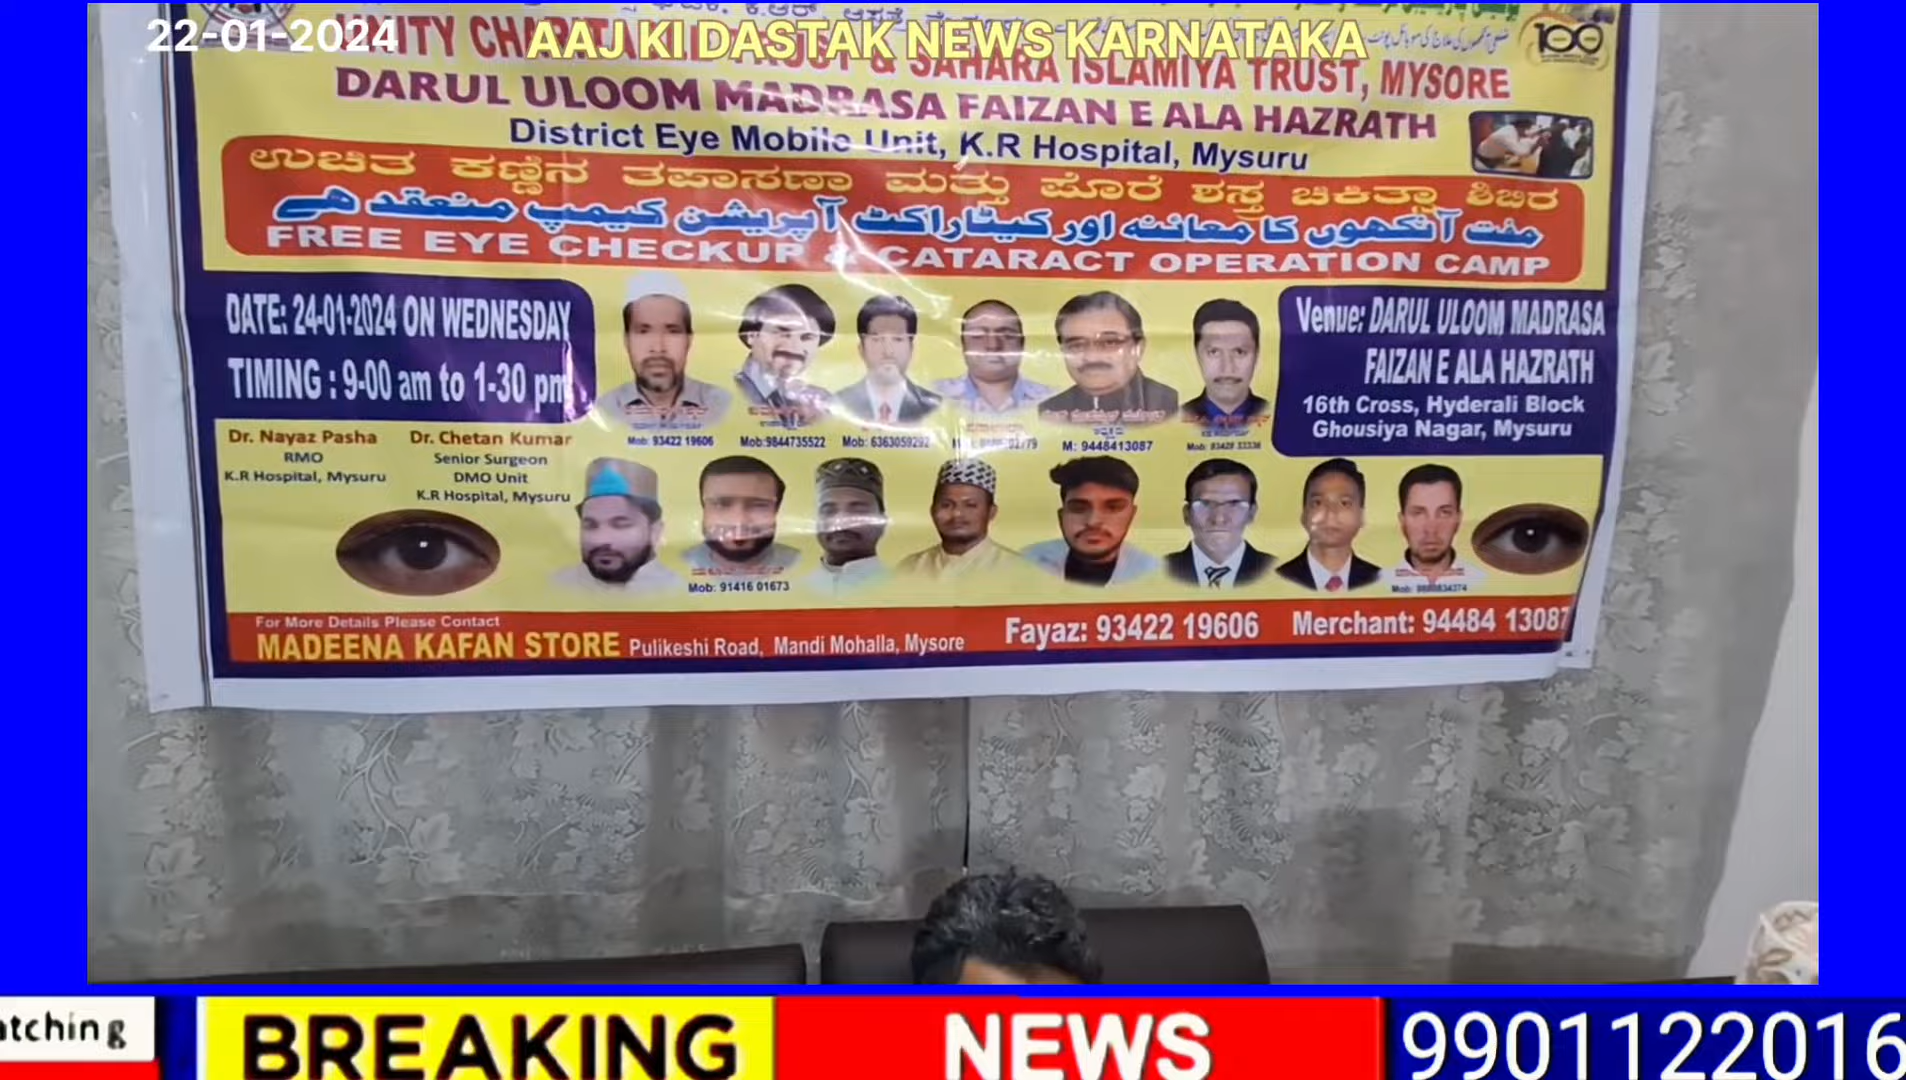 22-01-2024
AAJ KI DASTAK NEWS KARNATAKA
UNITY CHARITABLE TRUST & SAHARA ISLAMIYA TRUST, MYSORE
100
DARUL ULOOM MADRASA FAIZAN E ALA HAZRATH
District Eye Mobile Unit, K.R Hospital, Mysuru
ಉಚಿತ ಕಣ್ಣಿನ ತಪಾಸಣಾ ಮತ್ತು ಪೊರೆ ಶಸ್ತ್ರ ಚಿಕಿತ್ಸಾ ಶಿಬಿರ
مفت آنکھوں کا معائنہ اور کیٹاراکٹ آپریشن کیمپ منعقد ھے
FREE EYE CHECKUP & CATARACT OPERATION CAMP
DATE: 24-01-2024 ON WEDNESDAY
TIMING : 9-00 am to 1-30 pm
Venue: DARUL ULOOM MADRASA
FAIZAN E ALA HAZRATH
16th Cross, Hyderali Block
Ghousiya Nagar, Mysuru
Mob: 93422 19606
Mob:9844735522
Mob: 6363059292
M: 9448413087
Dr. Nayaz Pasha
RMO
K.R Hospital, Mysuru
Dr. Chetan Kumar
Senior Surgeon
DMO Unit
K.R Hospital, Mysuru
Mob: 91416 01673
For More Details Please Contact
MADEENA KAFAN STORE Pulikeshi Road, Mandi Mohalla, Mysore
Fayaz: 93422 19606 Merchant: 94484 13087
atching
BREAKING NEWS
9901122016